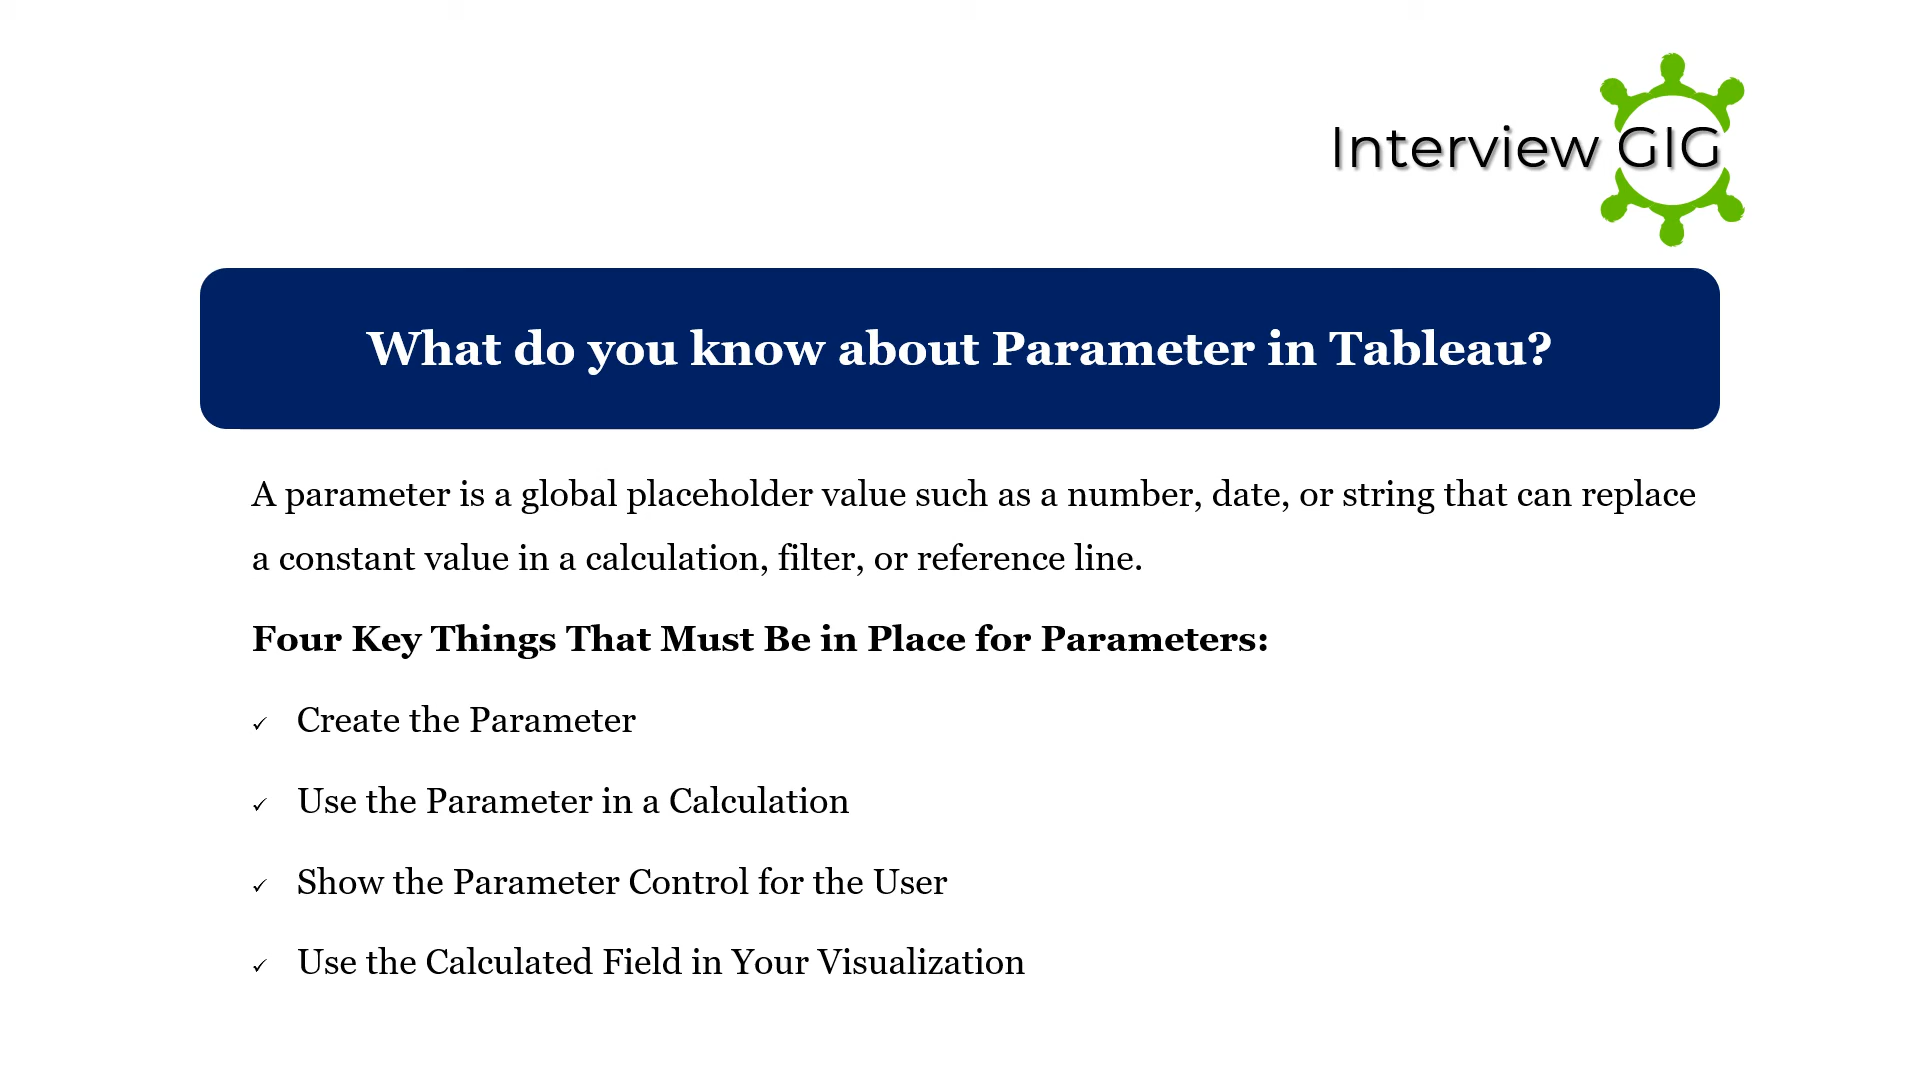 Interview GIG
What do you know about Parameter in Tableau?
A parameter is a global placeholder value such as a number, date, or string that can replace
a constant value in a calculation, filter, or reference line.
Four Key Things That Must Be in Place for Parameters:
✓ Create the Parameter
✓ Use the Parameter in a Calculation
✓ Show the Parameter Control for the User
✓ Use the Calculated Field in Your Visualization